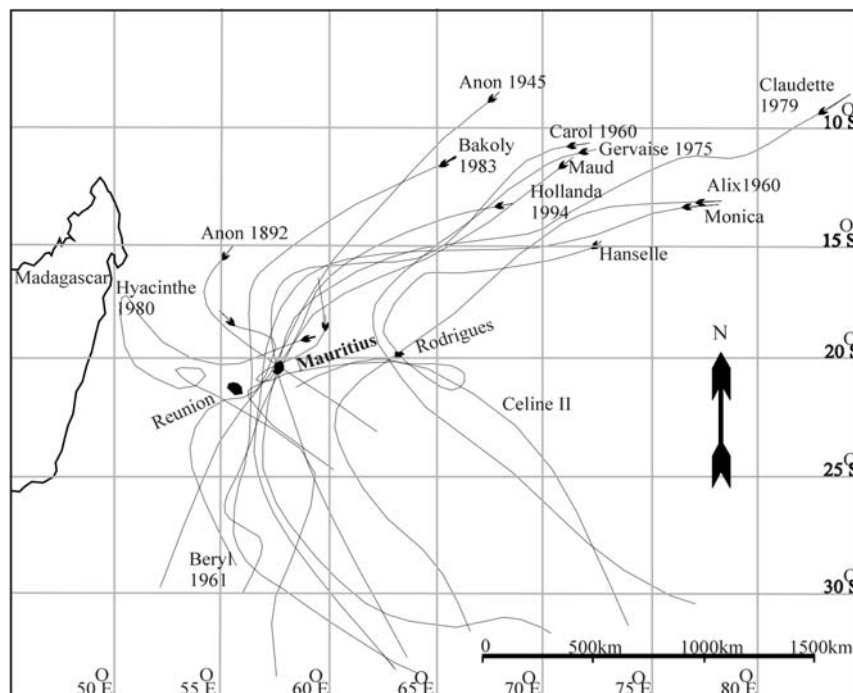 Anon 1945
Claudette
1979
O
10 S
Carol 1960
Gervaise 1975
Maud
Bakoly
1983
Hollanda
1994
Alix1960
Monica
Anon 1892
O
15 S
Hanselle
Madagascar
Hyacinthe
1980
N
Mauritius
Rodrigues
O
20 S
Reunion
Celine II
O
25 S
Beryl
1961
O
30 S
0
500km
1000km
1500km
O
50 E
O
55 E
O
60 E
O
65 E
O
70 E
O
75 E
O
80 E